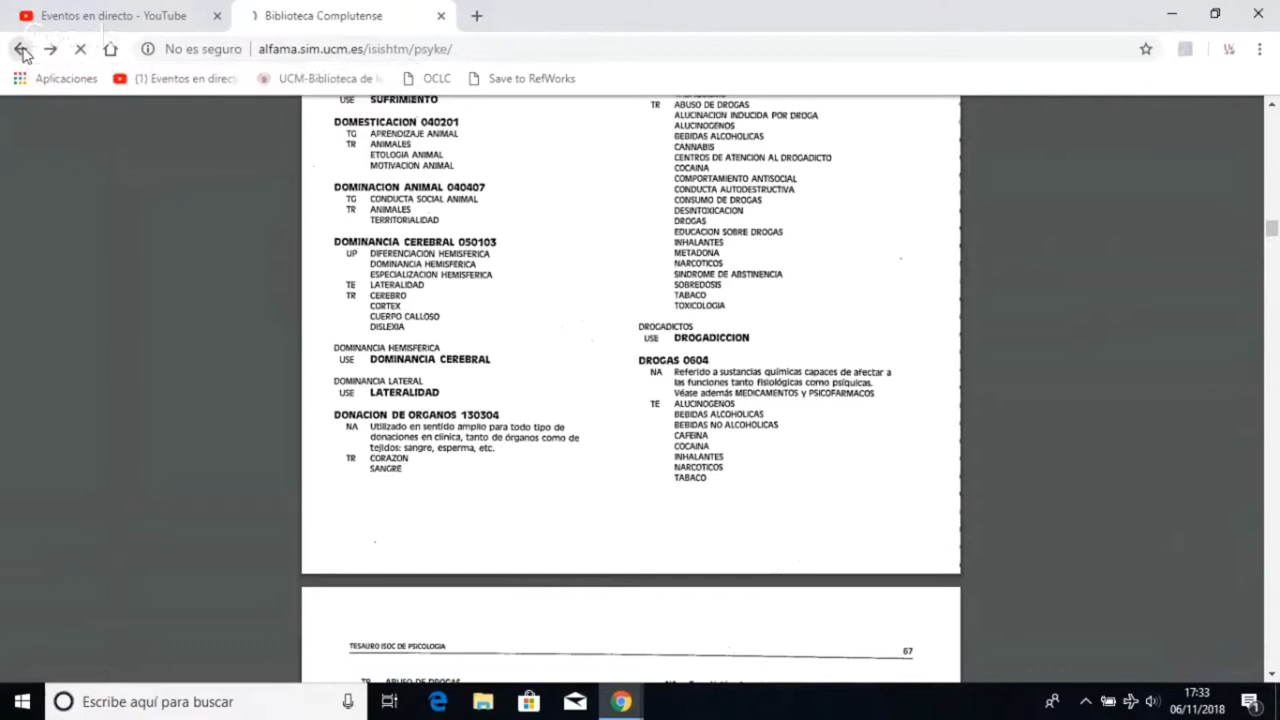 Eventos en directo - YouTube
Biblioteca Complutense
No es seguro
alfama.sim.ucm.es/isishtm/psyke/
Aplicaciones
(1) Eventos en direct
UCM-Biblioteca de
OCLC
Save to RefWorks
USE SUFRIMIENTO
DOMESTICACION 040201
TG APRENDIZAJE ANIMAL
TR ANIMALES
ETOLOGIA ANIMAL
MOTIVACION ANIMAL
DOMINACION ANIMAL 040407
TG CONDUCTA SOCIAL ANIMAL
TR ANIMALES
TERRITORIALIDAD
DOMINANCIA CEREBRAL 050103
UP DIFERENCIACION HEMISFERICA
DOMINANCIA HEMISFERICA
ESPECIALIZACION HEMISFERICA
TE LATERALIDAD
TR CEREBRO
CORTEX
CUERPO CALLOSO
DISLEXIA
DOMINANCIA HEMISFERICA
USE DOMINANCIA CEREBRAL
DOMINANCIA LATERAL
USE LATERALIDAD
DONACION DE ORGANOS 130304
NA Utilizado en sentido amplio para todo tipo de
donaciones en clínica, tanto de órganos como de
tejidos: sangre, esperma, etc.
TR CORAZON
SANGRE
TR ABUSO DE DROGAS
ALUCINACION INDUCIDA POR DROGA
ALUCINOGENOS
BEBIDAS ALCOHOLICAS
CANNABIS
CENTROS DE ATENCION AL DROGADICTO
COCAINA
COMPORTAMIENTO ANTISOCIAL
CONDUCTA AUTODESTRUCTIVA
CONSUMO DE DROGAS
DESINTOXICACION
DROGAS
EDUCACION SOBRE DROGAS
INHALANTES
METADONA
NARCOTICOS
SINDROME DE ABSTINENCIA
SOBREDOSIS
TABACO
TOXICOLOGIA
DROGADICTOS
USE DROGADICCION
DROGAS 0604
NA Referido a sustancias químicas capaces de afectar a
las funciones tanto fisiológicas como psíquicas.
Véase además MEDICAMENTOS y PSICOFARMACOS
TE ALUCINOGENOS
BEBIDAS ALCOHOLICAS
BEBIDAS NO ALCOHOLICAS
CAFEINA
COCAINA
INHALANTES
NARCOTICOS
TABACO
TESAURO ISOC DE PSICOLOGIA
67
TR ABUSO DE DROGAS
Escribe aquí para buscar
17:33
06/11/2018